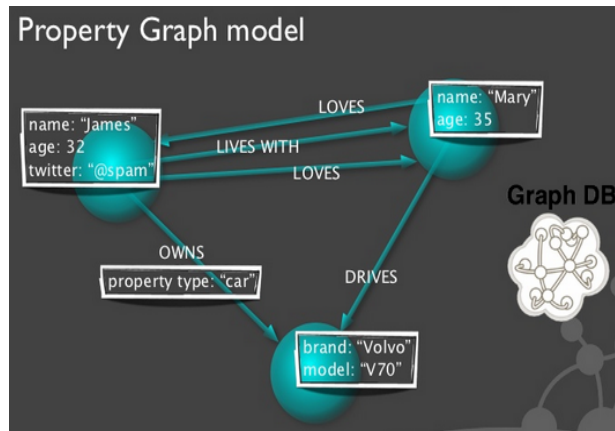 Property Graph model
name: “James”
age: 32
twitter: “@spam”
name: “Mary”
age: 35
LOVES
LIVES WITH
LOVES
Graph DB
OWNS
property type: “car”
DRIVES
brand: “Volvo”
model: “V70”